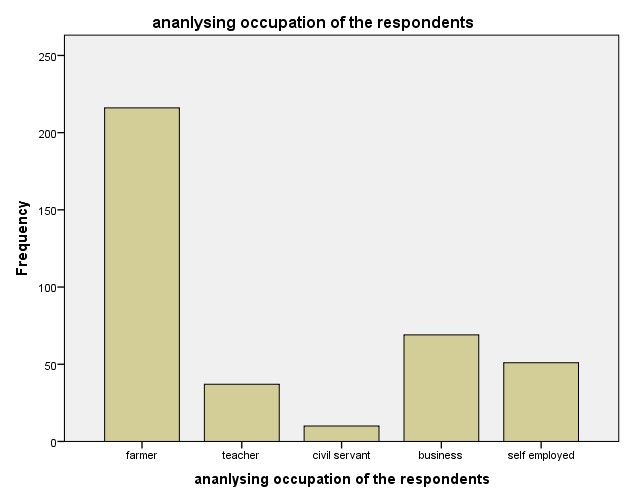 ananlysing occupation of the respondents
250
200
150
100
50
0
Frequency
farmer
teacher
civil servant
business
self employed
ananlysing occupation of the respondents